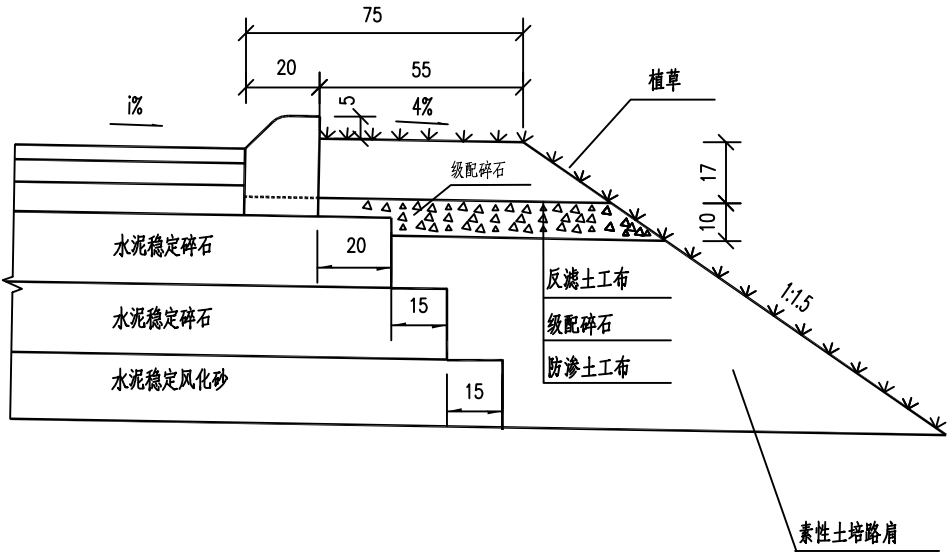 75
20
55
植草
i%
5
4%
级配碎石
17
10
水泥稳定碎石
20
反滤土工布
1:1.5
15
级配碎石
水泥稳定碎石
防渗土工布
水泥稳定风化砂
15
素性土培路肩